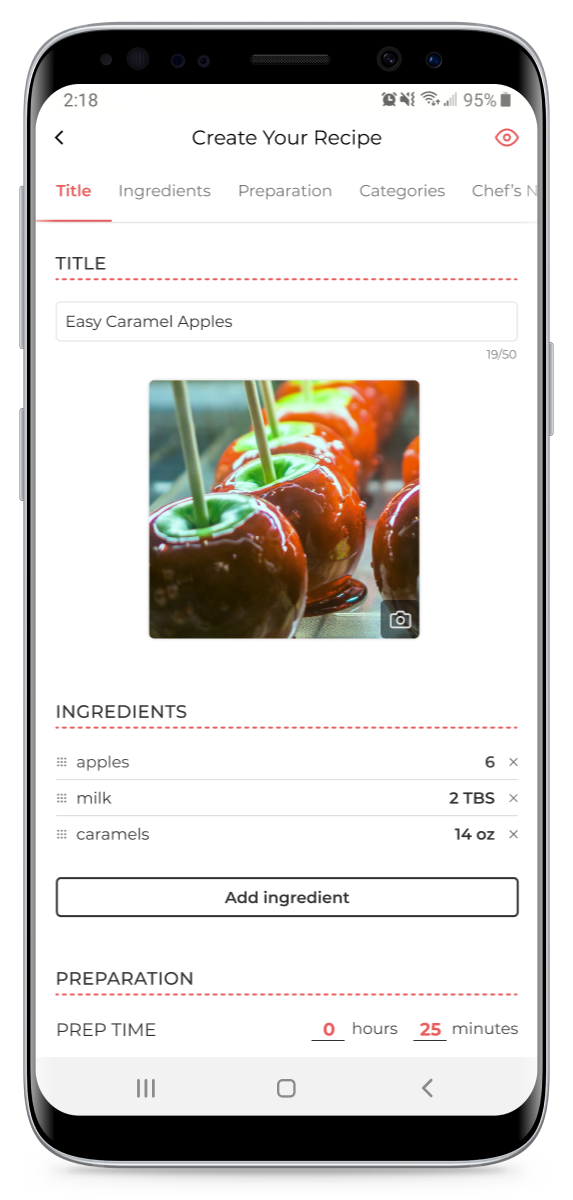 2:18 95%
Create Your Recipe
Title Ingredients Preparation Categories Chef's N
TITLE
Easy Caramel Apples
19/50
INGREDIENTS
apples 6 ×
milk 2 TBS ×
caramels 14 oz ×
Add ingredient
PREPARATION
PREP TIME 0 hours 25 minutes